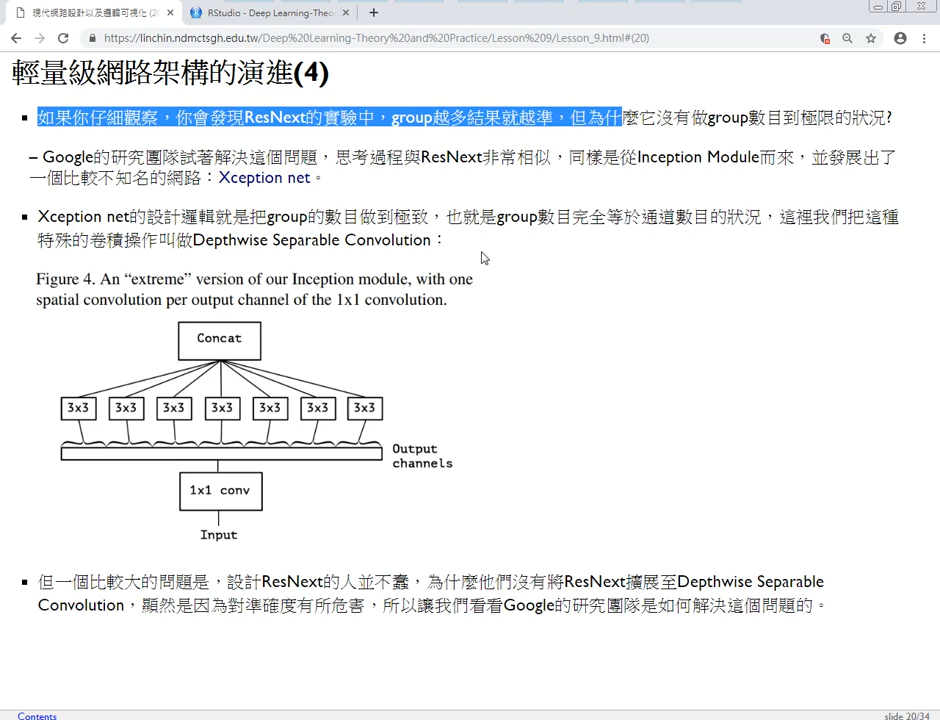 現代網路設計以及邏輯可視化 (20
RStudio - Deep Learning-Theo
https://linchin.ndmctsgh.edu.tw/Deep%20Learning-Theory%20and%20Practice/Lesson%209/Lesson_9.html#(20)
輕量級網路架構的演進(4)
如果你仔細觀察，你會發現ResNext的實驗中，group越多結果就越準，但為什麼它沒有做group數目到極限的狀況?
– Google的研究團隊試著解決這個問題，思考過程與ResNext非常相似，同樣是從Inception Module而來，並發展出了
一個比較不知名的網路：Xception net。
Xception net的設計邏輯就是把group的數目做到極致，也就是group數目完全等於通道數目的狀況，這裡我們把這種
特殊的卷積操作叫做Depthwise Separable Convolution：
Figure 4. An “extreme” version of our Inception module, with one
spatial convolution per output channel of the 1x1 convolution.
Concat
3x3 3x3 3x3 3x3 3x3 3x3 3x3
Output
channels
1x1 conv
Input
但一個比較大的問題是，設計ResNext的人並不蠢，為什麼他們沒有將ResNext擴展至Depthwise Separable
Convolution，顯然是因為對準確度有所危害，所以讓我們看看Google的研究團隊是如何解決這個問題的。
Contents
slide 20/34